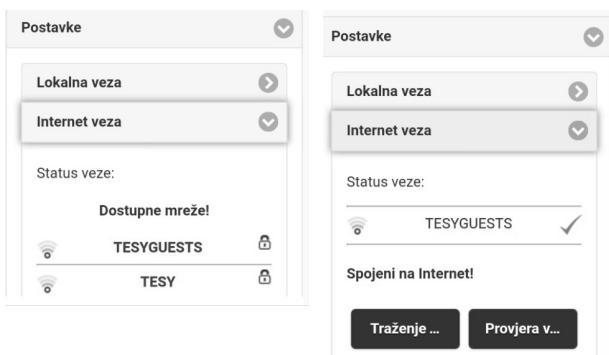 Postavke
Lokalna veza
Internet veza
Status veze:
Dostupne mreže!
TESYGUESTS
TESY
Postavke
Lokalna veza
Internet veza
Status veze:
TESYGUESTS
Spojeni na Internet!
Traženje ...
Provjera v...